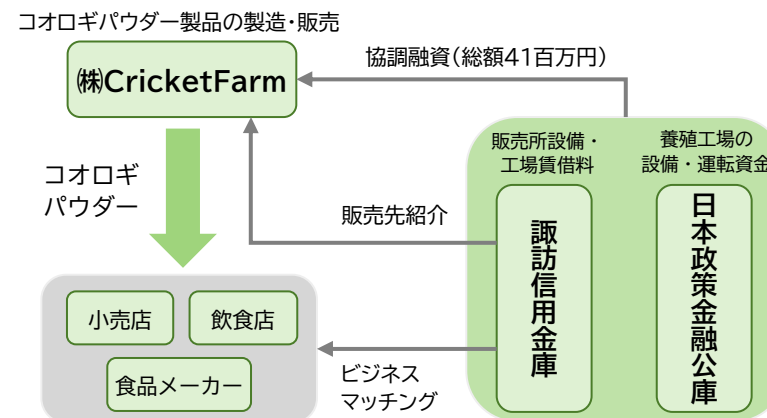 コオロギパウダー製品の製造・販売
㈱CricketFarm
協調融資（総額41百万円）
販売所設備・
工場賃借料
養殖工場の
設備・運転資金
コオロギ
パウダー
販売先紹介
諏訪信用金庫
日本政策金融公庫
小売店
飲食店
食品メーカー
ビジネス
マッチング